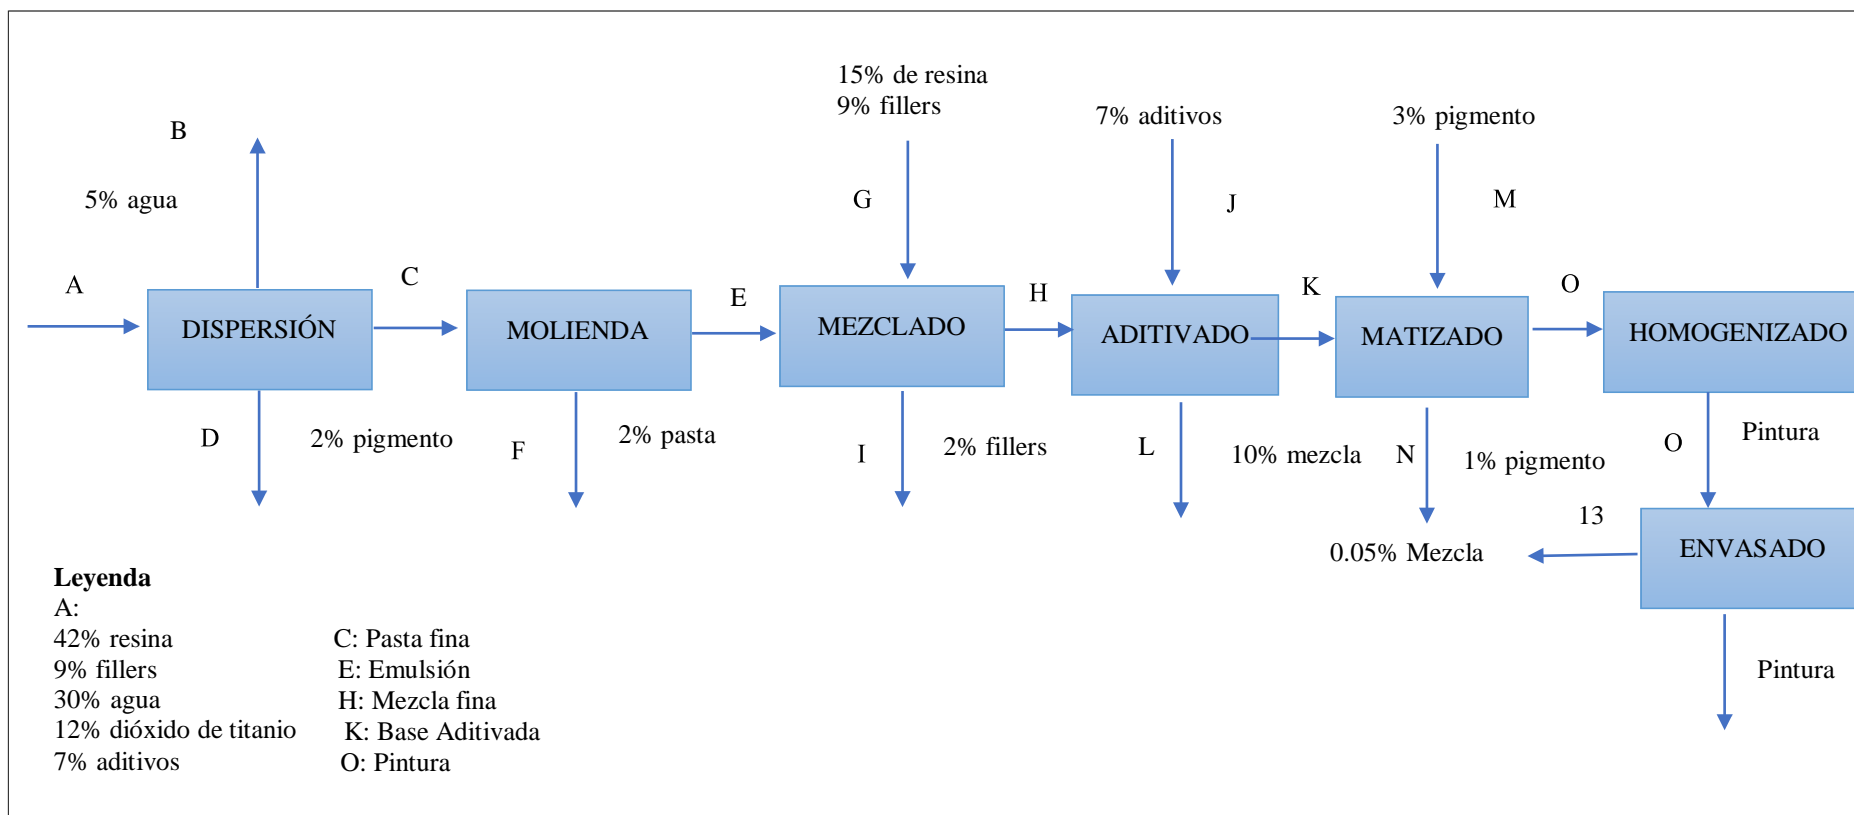 15% de resina
9% fillers
7% aditivos
3% pigmento
B
5% agua
G
J
M
A
C
E
H
K
O
DISPERSIÓN
MOLIENDA
MEZCLADO
ADITIVADO
MATIZADO
HOMOGENIZADO
D
2% pigmento
F
2% pasta
I
2% fillers
L
10% mezcla
N
1% pigmento
O
Pintura
13
0.05% Mezcla
ENVASADO
Pintura
Leyenda
A:
42% resina
9% fillers
30% agua
12% dióxido de titanio
7% aditivos
C: Pasta fina
E: Emulsión
H: Mezcla fina
K: Base Aditivada
O: Pintura